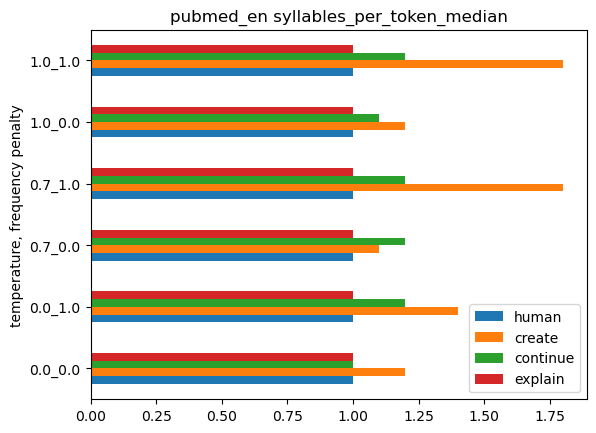 pubmed_en syllables_per_token_median
temperature, frequency penalty
1.0_1.0
1.0_0.0
0.7_1.0
0.7_0.0
0.0_1.0
0.0_0.0
human
create
continue
explain
0.00 0.25 0.50 0.75 1.00 1.25 1.50 1.75